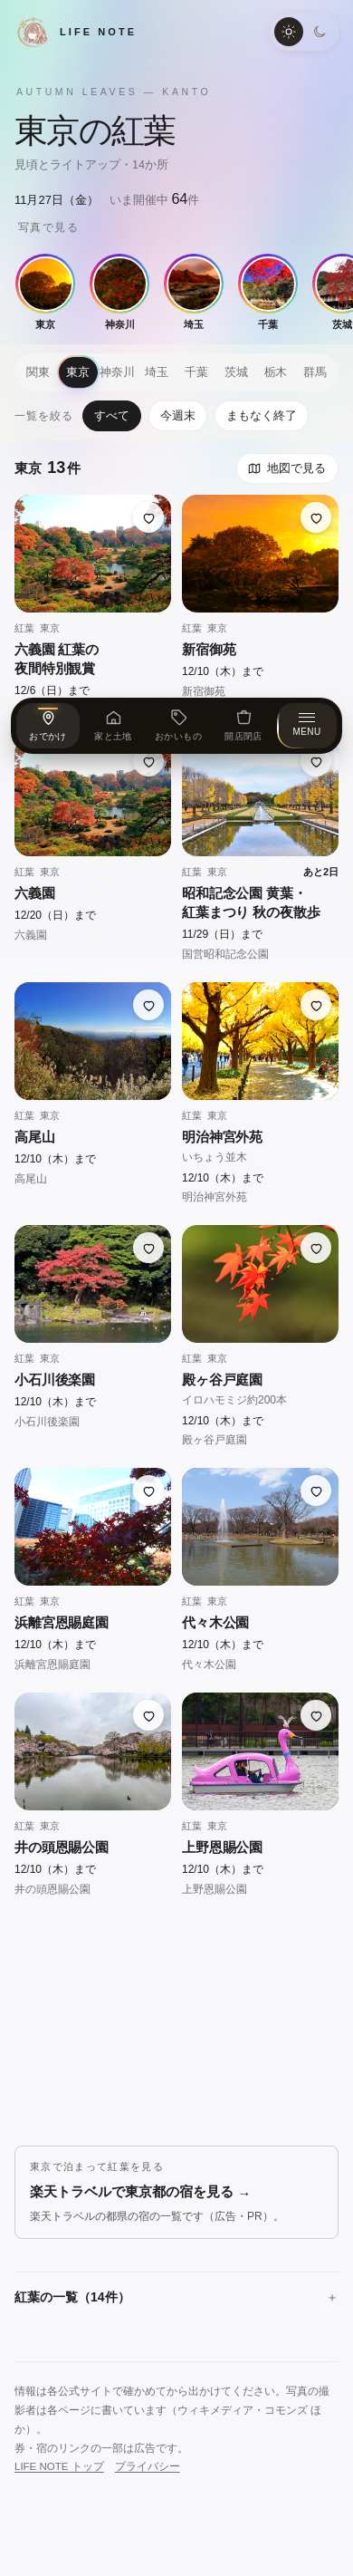 LIFE NOTE
AUTUMN LEAVES — KANTO
東京の紅葉
見頃とライトアップ・14か所
11月27日（金） いま開催中 64件
写真で見る
東京 神奈川 埼玉 千葉 茨城
関東 東京 神奈川 埼玉 千葉 茨城 栃木 群馬
一覧を絞る すべて 今週末 まもなく終了
東京 13件 地図で見る
紅葉 東京
六義園 紅葉の
夜間特別観賞
12/6（日）まで
紅葉 東京
新宿御苑
12/10（木）まで
新宿御苑
おでかけ 家と土地 おかいもの 開店閉店 MENU
紅葉 東京
六義園
12/20（日）まで
六義園
紅葉 東京 あと2日
昭和記念公園 黄葉・
紅葉まつり 秋の夜散歩
11/29（日）まで
国営昭和記念公園
紅葉 東京
高尾山
12/10（木）まで
高尾山
紅葉 東京
明治神宮外苑
いちょう並木
12/10（木）まで
明治神宮外苑
紅葉 東京
小石川後楽園
12/10（木）まで
小石川後楽園
紅葉 東京
殿ヶ谷戸庭園
イロハモミジ約200本
12/10（木）まで
殿ヶ谷戸庭園
紅葉 東京
浜離宮恩賜庭園
12/10（木）まで
浜離宮恩賜庭園
紅葉 東京
代々木公園
12/10（木）まで
代々木公園
紅葉 東京
井の頭恩賜公園
12/10（木）まで
井の頭恩賜公園
紅葉 東京
上野恩賜公園
12/10（木）まで
上野恩賜公園
東京で泊まって紅葉を見る
楽天トラベルで東京都の宿を見る →
楽天トラベルの都県の宿の一覧です（広告・PR）。
紅葉の一覧（14件） +
情報は各公式サイトで確かめてから出かけてください。写真の撮
影者は各ページに書いています（ウィキメディア・コモンズ ほ
か）。
券・宿のリンクの一部は広告です。
LIFE NOTE トップ プライバシー